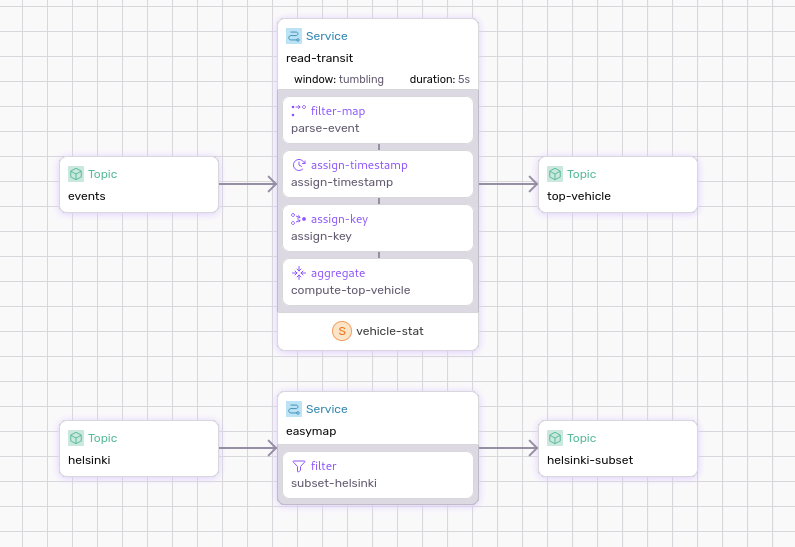 Service
read-transit
window: tumbling duration: 5s
filter-map
parse-event
assign-timestamp
assign-timestamp
assign-key
assign-key
aggregate
compute-top-vehicle
S vehicle-stat
Topic
events
Topic
top-vehicle
Service
easymap
filter
subset-helsinki
Topic
helsinki
Topic
helsinki-subset